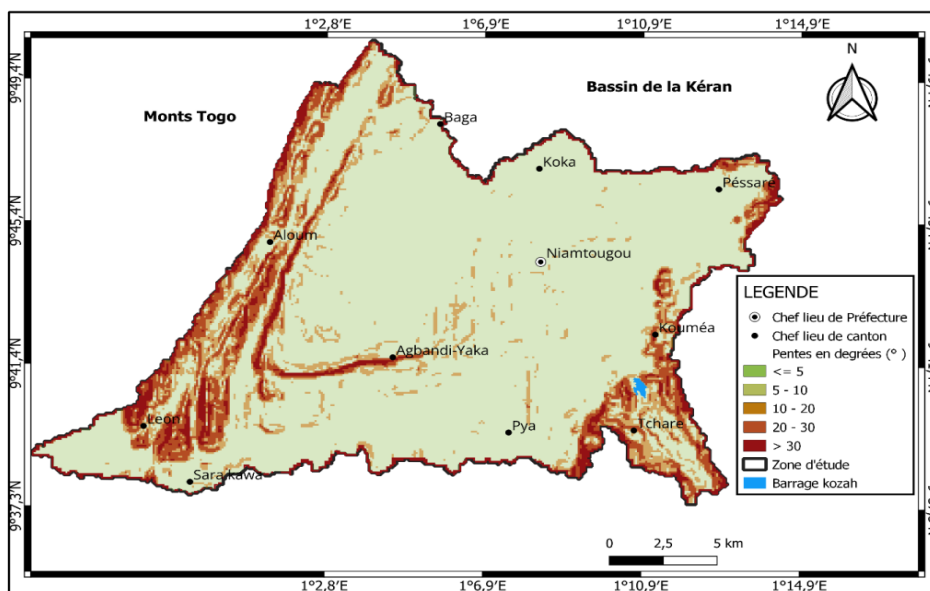 1°2,8'E 1°6,9'E 1°10,9'E 1°14,9'E
N
9°49,4'N
Monts Togo
Bassin de la Kéran
Baga
Koka
Péssaré
9°45,4'N
Aloum
Niamtougou
LEGENDE
Chef lieu de Préfecture
Chef lieu de canton
Pentes en degrées (°)
<= 5
5 - 10
10 - 20
20 - 30
> 30
Zone d'étude
Barrage kozah
Kouméa
9°41,4'N
Agbandi-Yaka
Léon
Pya
Tchare
Sarakawa
9°37,3'N
0 2,5 5 km
1°2,8'E 1°6,9'E 1°10,9'E 1°14,9'E